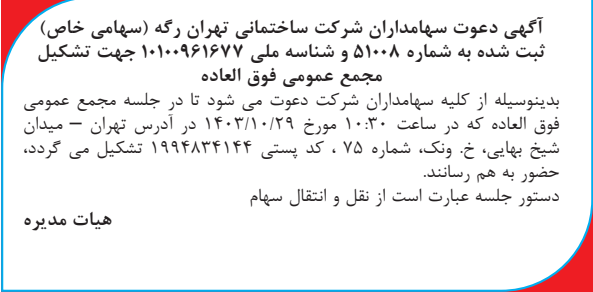 آگهی دعوت سهامداران شرکت ساختمانی تهران رگه (سهامی خاص)
ثبت شده به شماره ۵۱۰۰۸ و شناسه ملی ۱۰۱۰۰۹۶۱۶۷۷ جهت تشکیل
مجمع عمومی فوق العاده
بدینوسیله از کلیه سهامداران شرکت دعوت می شود تا در جلسه مجمع عمومی
فوق العاده که در ساعت ۱۰:۳۰ مورخ ۱۴۰۳/۱۰/۲۹ در آدرس تهران – میدان
شیخ بهایی، خ. ونک، شماره ۷۵ ، کد پستی ۱۹۹۴۸۳۴۱۴۴ تشکیل می گردد،
حضور به هم رسانند.
دستور جلسه عبارت است از نقل و انتقال سهام
هیات مدیره